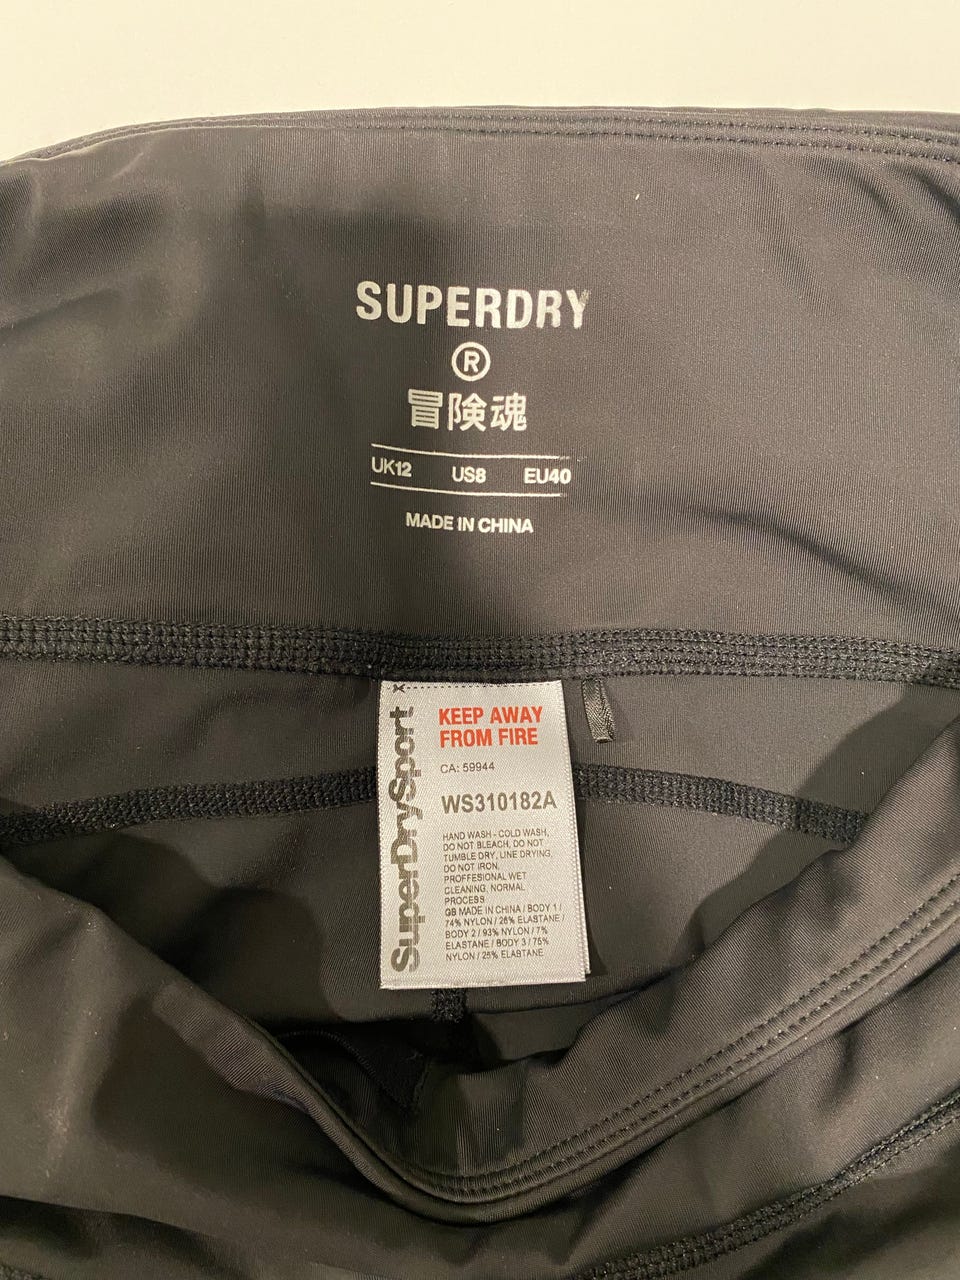 SUPERDRY
®
冒険魂
UK12 US8 EU40
MADE IN CHINA
SuperDrySport
KEEP AWAY
FROM FIRE
CA: 59944
WS310182A
HAND WASH - COLD WASH,
DO NOT BLEACH, DO NOT
TUMBLE DRY, LINE DRYING,
DO NOT IRON,
PROFFESIONAL WET
CLEANING, NORMAL
PROCESS
GB MADE IN CHINA / BODY 1 /
74% NYLON / 26% ELASTANE /
BODY 2 / 93% NYLON / 7%
ELASTANE / BODY 3 / 75%
NYLON / 25% ELASTANE